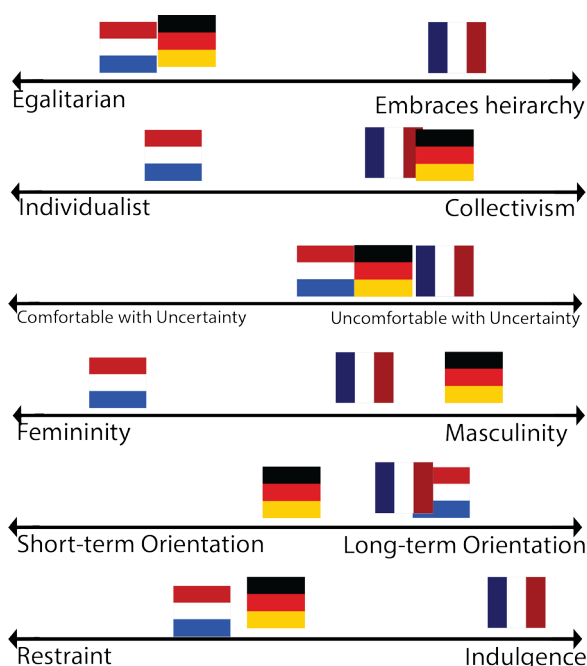 Egalitarian
Embraces heirarchy
Individualist
Collectivism
Comfortable with Uncertainty
Uncomfortable with Uncertainty
Femininity
Masculinity
Short-term Orientation
Long-term Orientation
Restraint
Indulgence